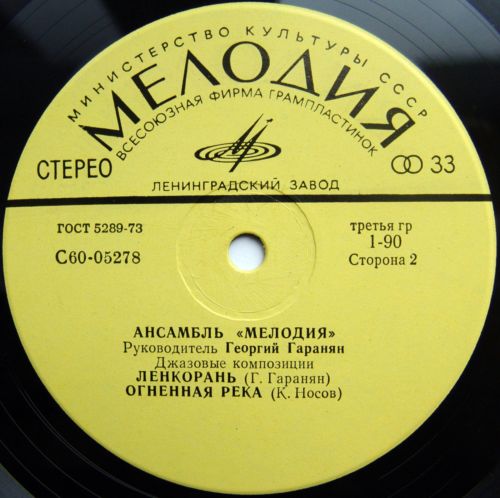 МИНИСТЕРСТВО КУЛЬТУРЫ СССР
МЕЛОДИЯ
ВСЕСОЮЗНАЯ ФИРМА ГРАМПЛАСТИНОК
СТЕРЕО
33
ЛЕНИНГРАДСКИЙ ЗАВОД
ГОСТ 5289-73
третья гр
1-90
С60-05278
Сторона 2
АНСАМБЛЬ «МЕЛОДИЯ»
Руководитель Георгий Гаранян
Джазовые композиции
ЛЕНКОРАНЬ (Г. Гаранян)
ОГНЕННАЯ РЕКА (К. Носов)